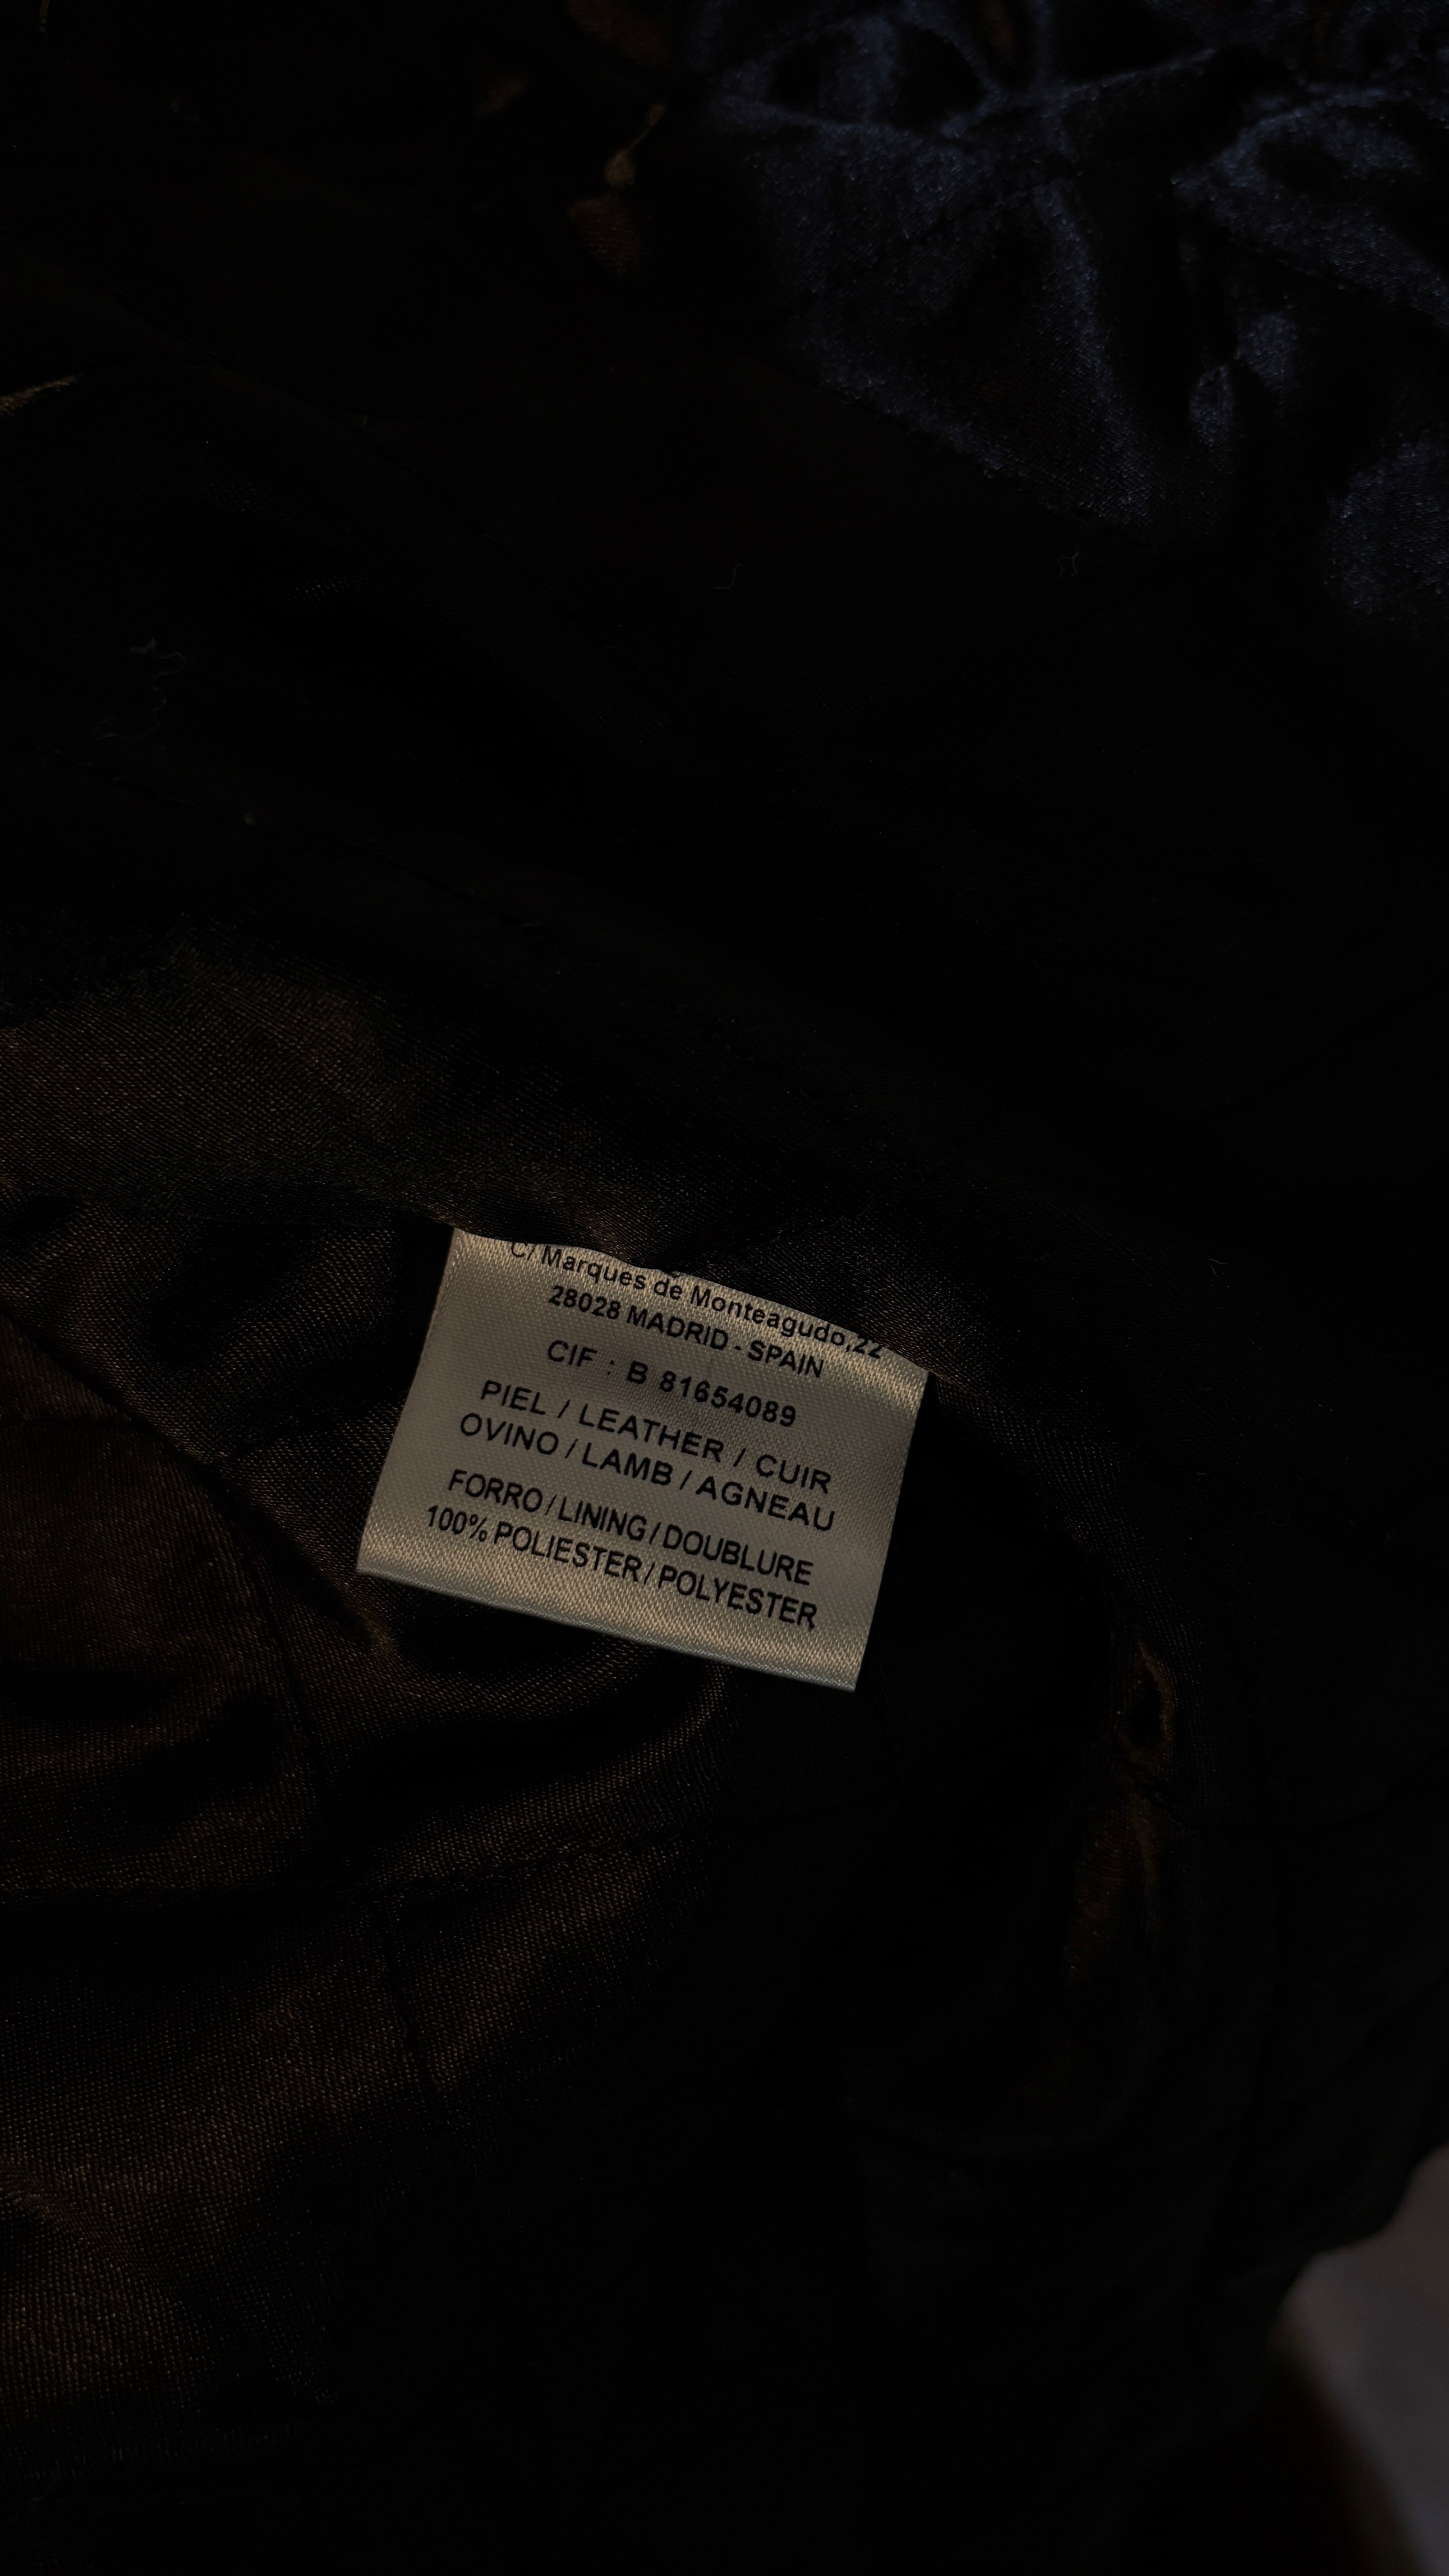 C/ Marques de Monteagudo,22
28028 MADRID - SPAIN
CIF : B 81654089
PIEL / LEATHER / CUIR
OVINO / LAMB / AGNEAU
FORRO / LINING / DOUBLURE
100% POLIESTER / POLYESTER